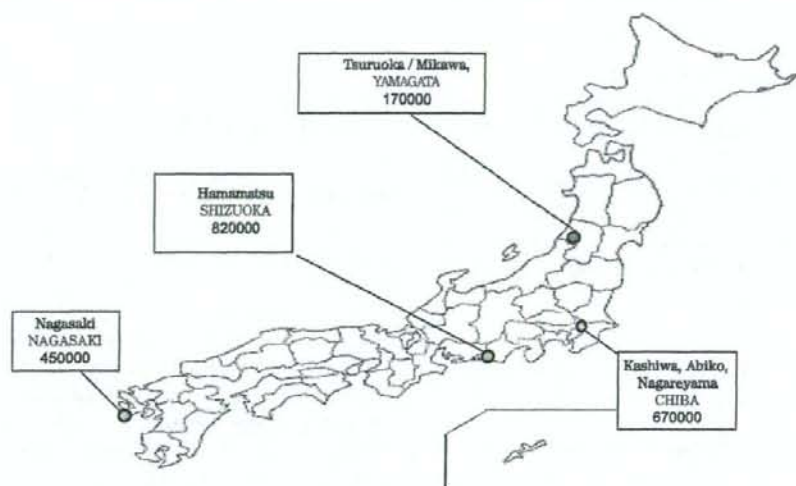 Tsuruoka / Mikawa,
YAMAGATA
170000
Hamamatsu
SHIZUOKA
820000
Nagasaki
NAGASAKI
450000
Kashiwa, Abiko,
Nagareyama
CHIBA
670000